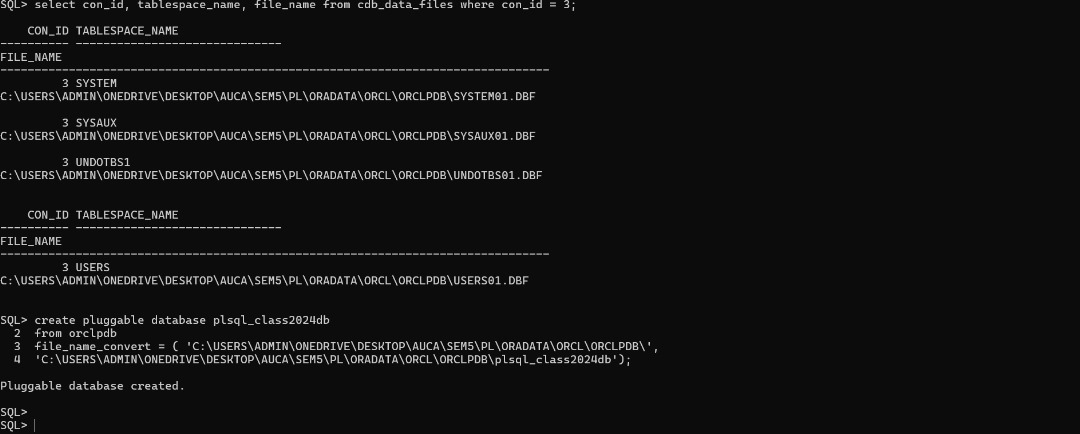 SQL> select con_id, tablespace_name, file_name from cdb_data_files where con_id = 3;
CON_ID TABLESPACE_NAME
---------- ------------------------------
FILE_NAME
--------------------------------------------------------------------------------
3 SYSTEM
C:\USERS\ADMIN\ONEDRIVE\DESKTOP\AUCA\SEM5\PL\ORADATA\ORCL\ORCLPDB\SYSTEM01.DBF
3 SYSAUX
C:\USERS\ADMIN\ONEDRIVE\DESKTOP\AUCA\SEM5\PL\ORADATA\ORCL\ORCLPDB\SYSAUX01.DBF
3 UNDOTBS1
C:\USERS\ADMIN\ONEDRIVE\DESKTOP\AUCA\SEM5\PL\ORADATA\ORCL\ORCLPDB\UNDOTBS01.DBF
CON_ID TABLESPACE_NAME
---------- ------------------------------
FILE_NAME
--------------------------------------------------------------------------------
3 USERS
C:\USERS\ADMIN\ONEDRIVE\DESKTOP\AUCA\SEM5\PL\ORADATA\ORCL\ORCLPDB\USERS01.DBF
SQL> create pluggable database plsql_class2024db
2 from orclpdb
3 file_name_convert = ( 'C:\USERS\ADMIN\ONEDRIVE\DESKTOP\AUCA\SEM5\PL\ORADATA\ORCL\ORCLPDB\',
4 'C:\USERS\ADMIN\ONEDRIVE\DESKTOP\AUCA\SEM5\PL\ORADATA\ORCL\ORCLPDB\plsql_class2024db');
Pluggable database created.
SQL>
SQL>